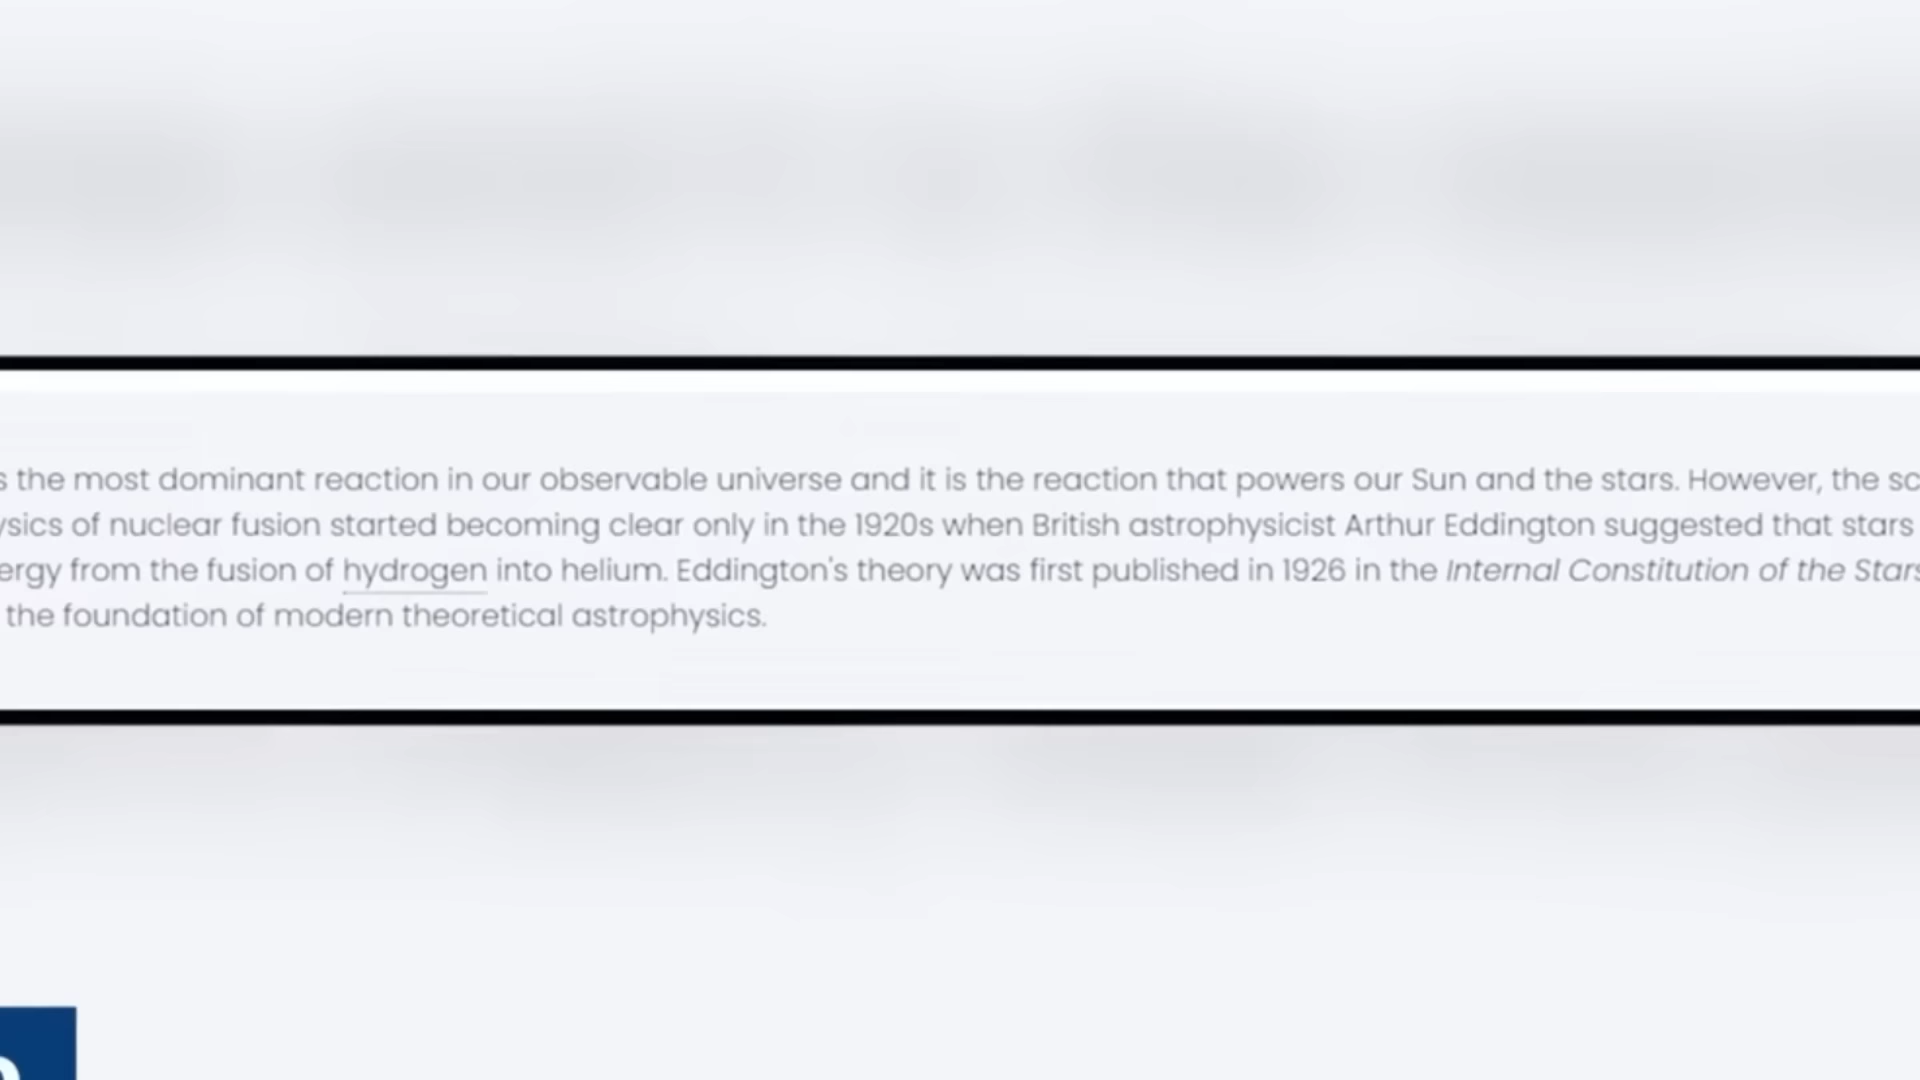 the most dominant reaction in our observable universe and it is the reaction that powers our Sun and the stars. However, the
of nuclear fusion started becoming clear only in the 1920s when British astrophysicist Arthur Eddington suggested that stars
from the fusion of hydrogen into helium. Eddington's theory was first published in 1926 in the Internal Constitution of the Stars
the foundation of modern theoretical astrophysics.